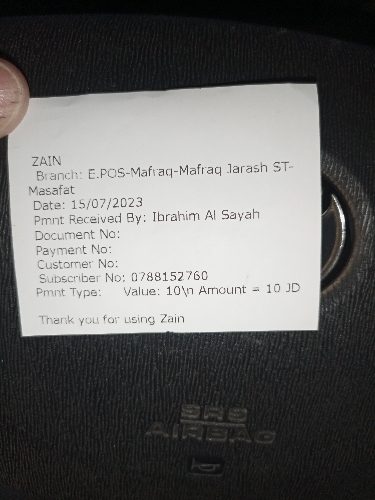 ZAIN
Branch: E.POS-Mafraq-Mafraq Jarash ST-
Masafat
Date: 15/07/2023
Pmnt Received By: Ibrahim Al Sayah
Document No:
Payment No:
Customer No:
Subscriber No: 0788152760
Pmnt Type: Value: 10\n Amount = 10 JD
Thank you for using Zain
SRS
AIRBAG